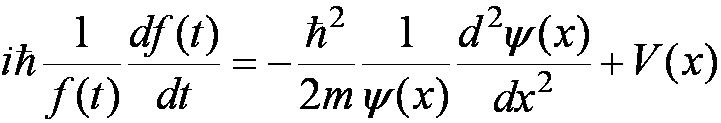 iℏ 1/f(t) df(t)/dt = − ℏ²/2m 1/ψ(x) d²ψ(x)/dx² + V(x)